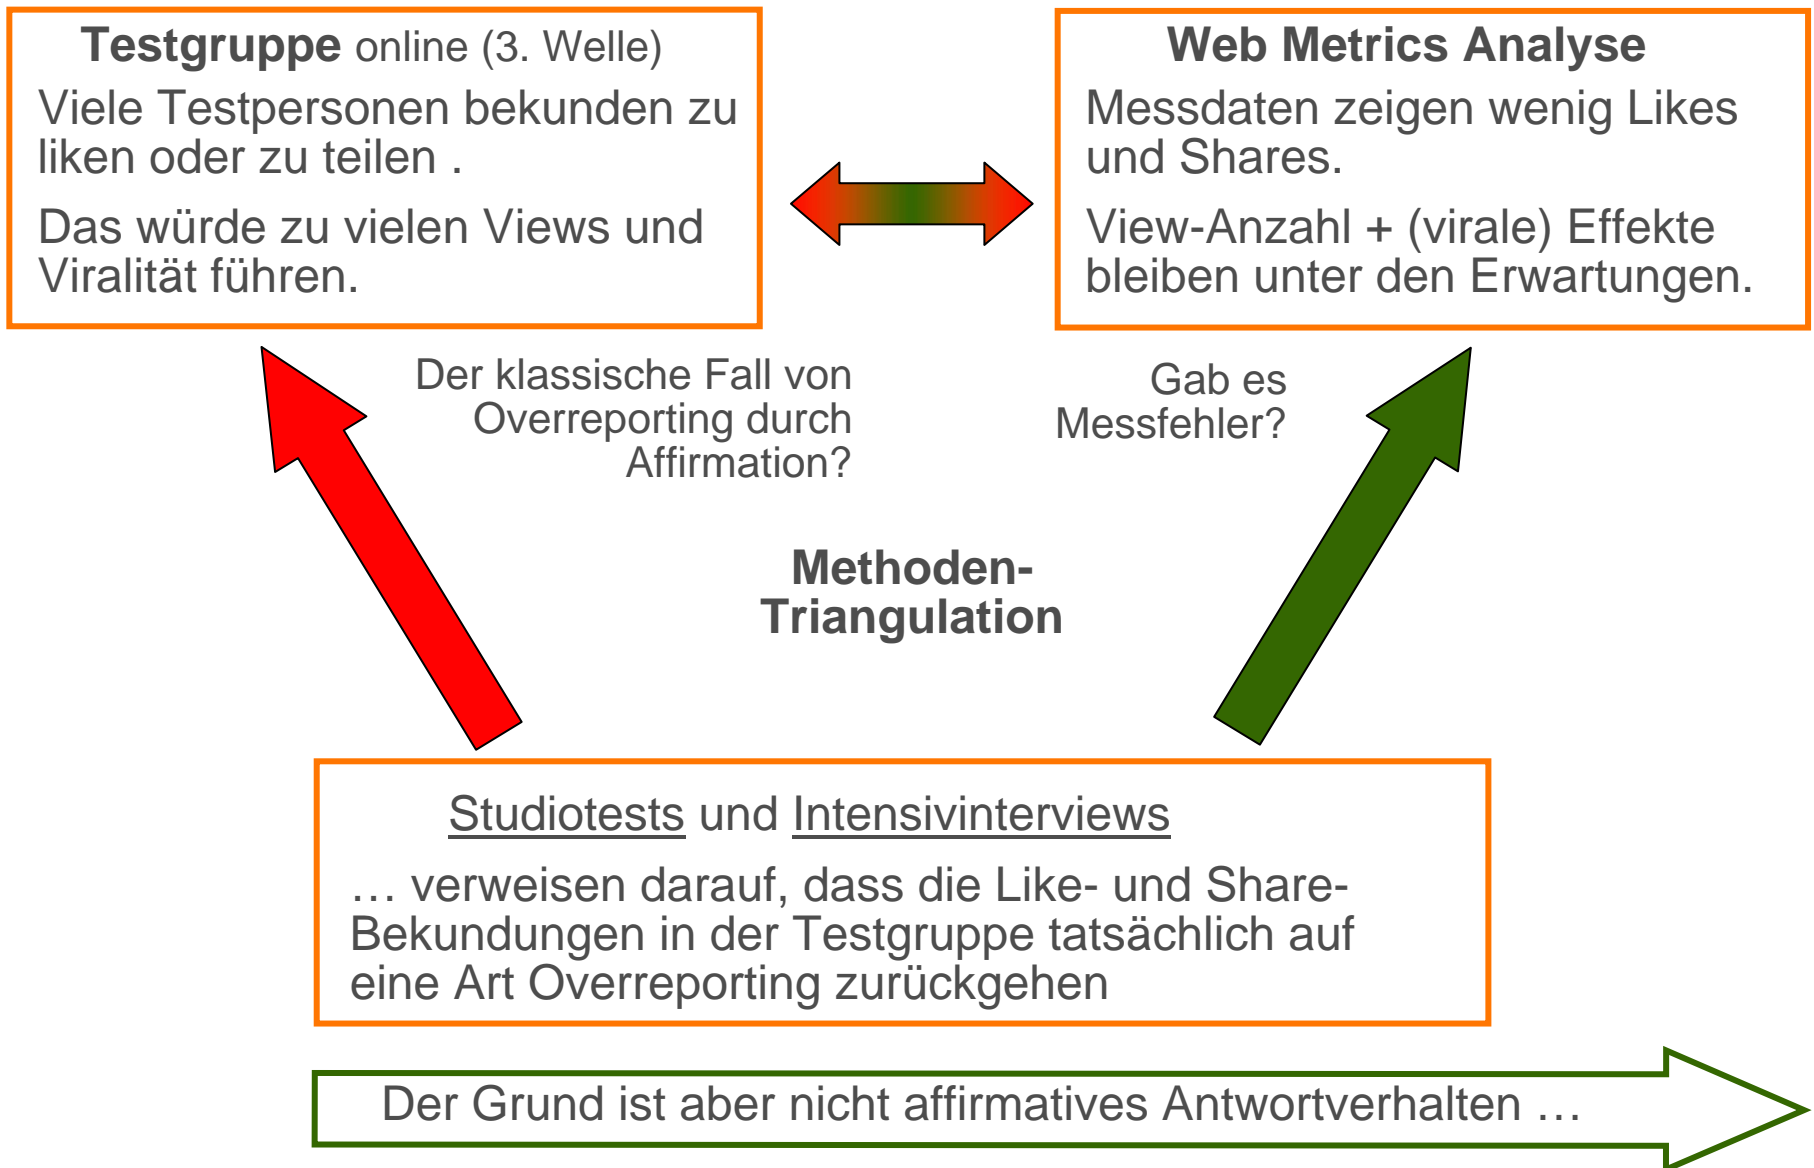 Testgruppe online (3. Welle)
Viele Testpersonen bekunden zu
liken oder zu teilen .
Das würde zu vielen Views und
Viralität führen.
Web Metrics Analyse
Messdaten zeigen wenig Likes
und Shares.
View-Anzahl + (virale) Effekte
bleiben unter den Erwartungen.
Der klassische Fall von
Overreporting durch
Affirmation?
Gab es
Messfehler?
Methoden-
Triangulation
Studiotests und Intensivinterviews
… verweisen darauf, dass die Like- und Share-
Bekundungen in der Testgruppe tatsächlich auf
eine Art Overreporting zurückgehen
Der Grund ist aber nicht affirmatives Antwortverhalten …